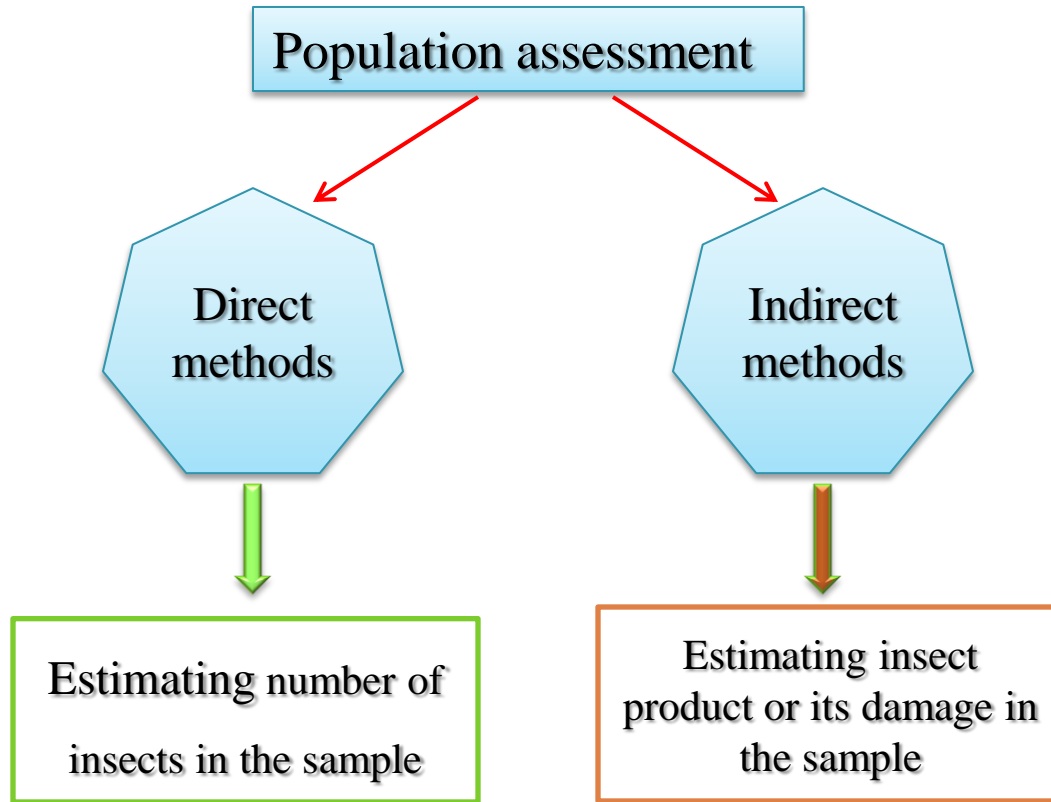 Population assessment
Direct
methods
Indirect
methods
Estimating number of
insects in the sample
Estimating insect
product or its damage in
the sample